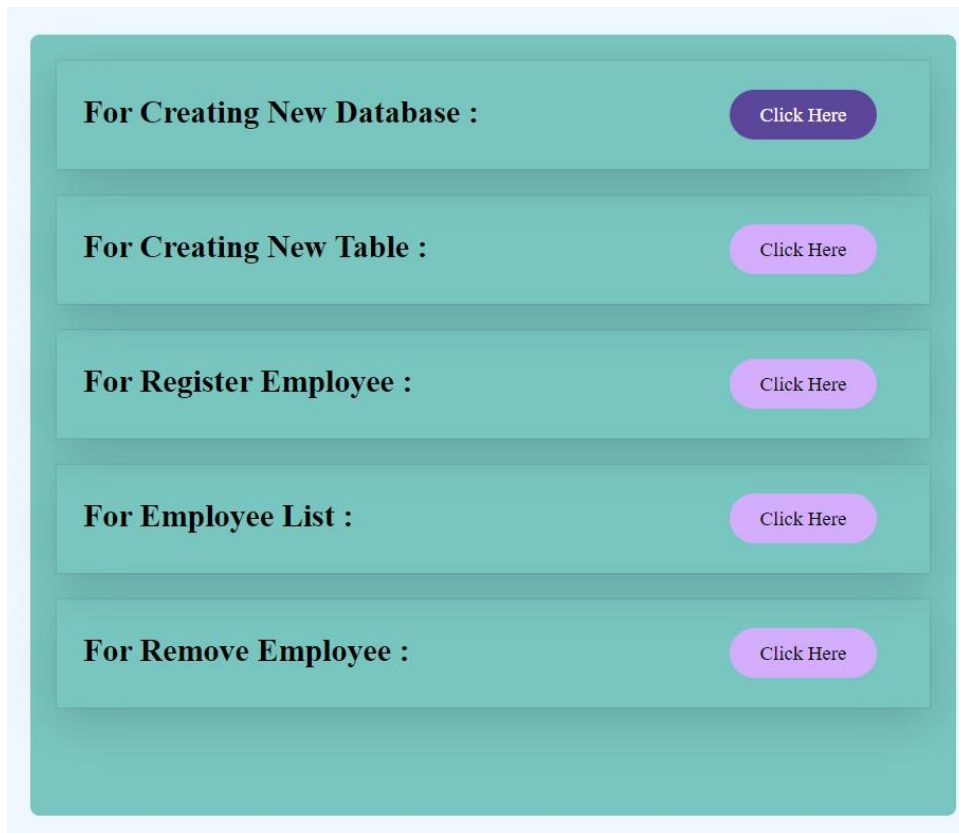 For Creating New Database :
Click Here
For Creating New Table :
Click Here
For Register Employee :
Click Here
For Employee List :
Click Here
For Remove Employee :
Click Here